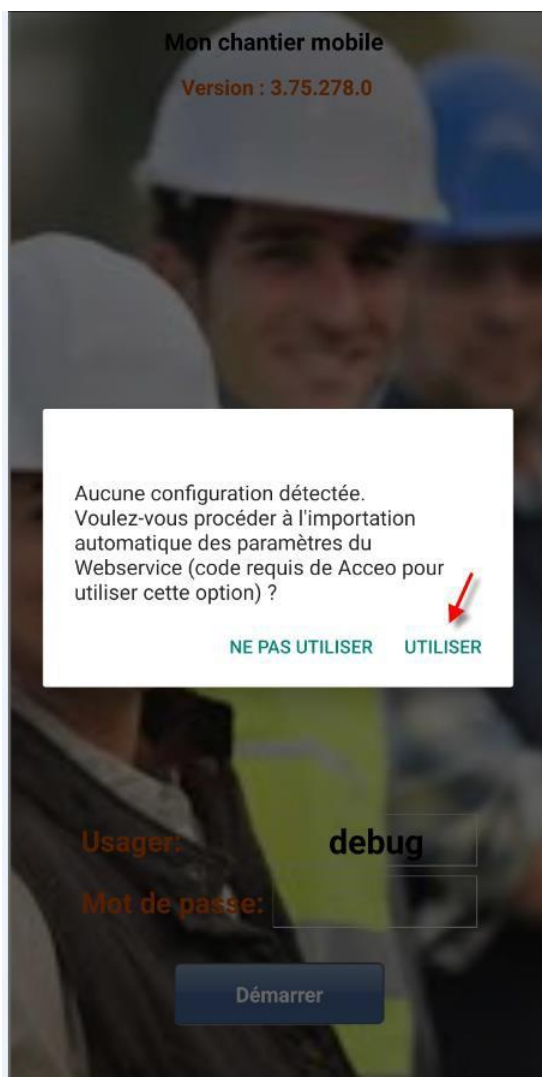 Mon chantier mobile
Version : 3.75.278.0
Aucune configuration détectée.
Voulez-vous procéder à l'importation
automatique des paramètres du
Webservice (code requis de Acceo pour
utiliser cette option) ?
NE PAS UTILISER UTILISER
Usager: debug
Mot de passe:
Démarrer